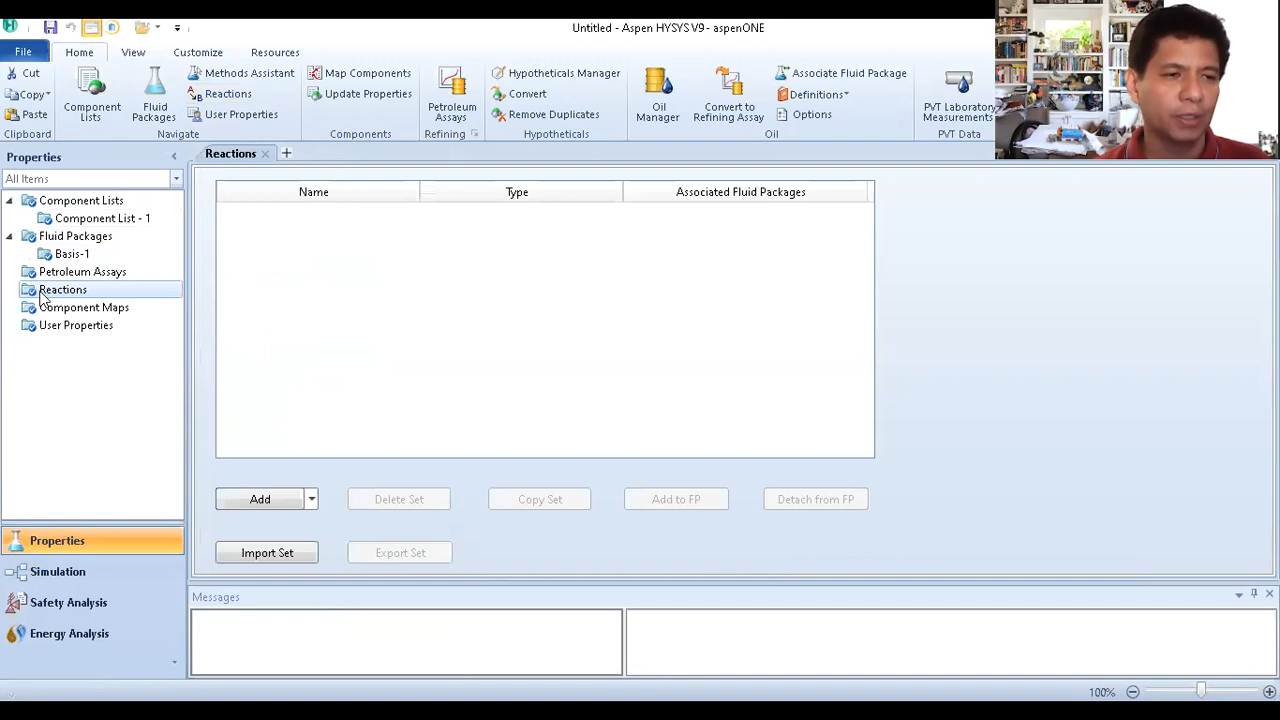 Untitled - Aspen HYSYS V9 - aspenONE
File Home View Customize Resources
Cut
Copy
Paste
Clipboard
Component Lists
Fluid Packages
Methods Assistant
Reactions
User Properties
Navigate
Map Components
Components
Petroleum Assays
Refining
Hypotheticals Manager
Convert
Remove Duplicates
Hypotheticals
Oil Manager
Convert to Refining Assay
Associate Fluid Package
Definitions
Options
Oil
PVT Laboratory Measurements
PVT Data
Properties
All Items
Component Lists
Component List - 1
Fluid Packages
Basis-1
Petroleum Assays
Reactions
Component Maps
User Properties
Properties
Simulation
Safety Analysis
Energy Analysis
Reactions
Name Type Associated Fluid Packages
Add Delete Set Copy Set Add to FP Detach from FP
Import Set Export Set
Messages
100%